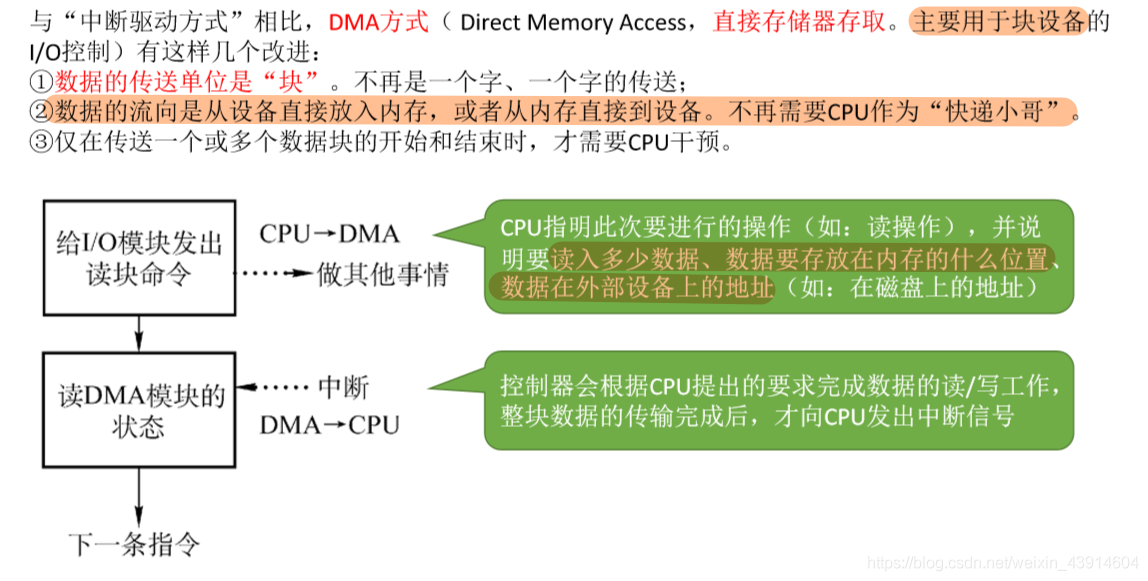 与“中断驱动方式”相比，DMA方式（ Direct Memory Access，直接存储器存取。主要用于块设备的
I/O控制）有这样几个改进：
①数据的传送单位是“块”。不再是一个字、一个字的传送；
②数据的流向是从设备直接放入内存，或者从内存直接到设备。不再需要CPU作为“快递小哥”。
③仅在传送一个或多个数据块的开始和结束时，才需要CPU干预。
给I/O模块发出
读块命令
CPU→DMA
做其他事情
CPU指明此次要进行的操作（如：读操作），并说
明要读入多少数据、数据要存放在内存的什么位置、
数据在外部设备上的地址（如：在磁盘上的地址）
读DMA模块的
状态
中断
DMA→CPU
控制器会根据CPU提出的要求完成数据的读/写工作，
整块数据的传输完成后，才向CPU发出中断信号
下一条指令
https://blog.csdn.net/weixin_43914604